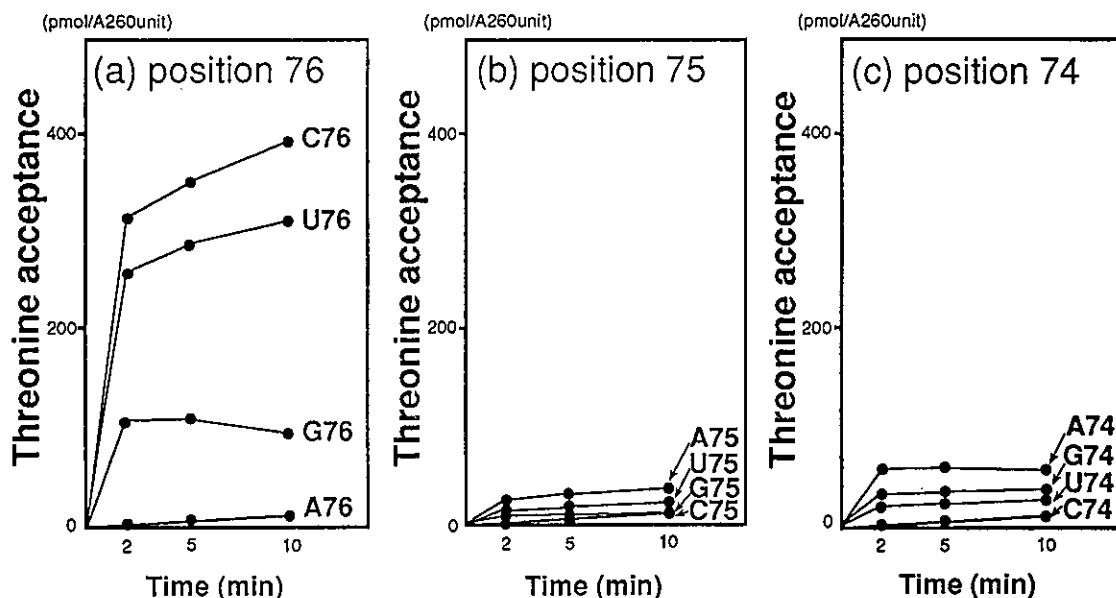 (pmol/A260unit)
(a) position 76
Threonine acceptance
400
200
0
C76
U76
G76
A76
2 5 10
Time (min)
(pmol/A260unit)
(b) position 75
Threonine acceptance
400
200
0
A75
U75
G75
C75
2 5 10
Time (min)
(pmol/A260unit)
(c) position 74
Threonine acceptance
400
200
0
A74
G74
U74
C74
2 5 10
Time (min)